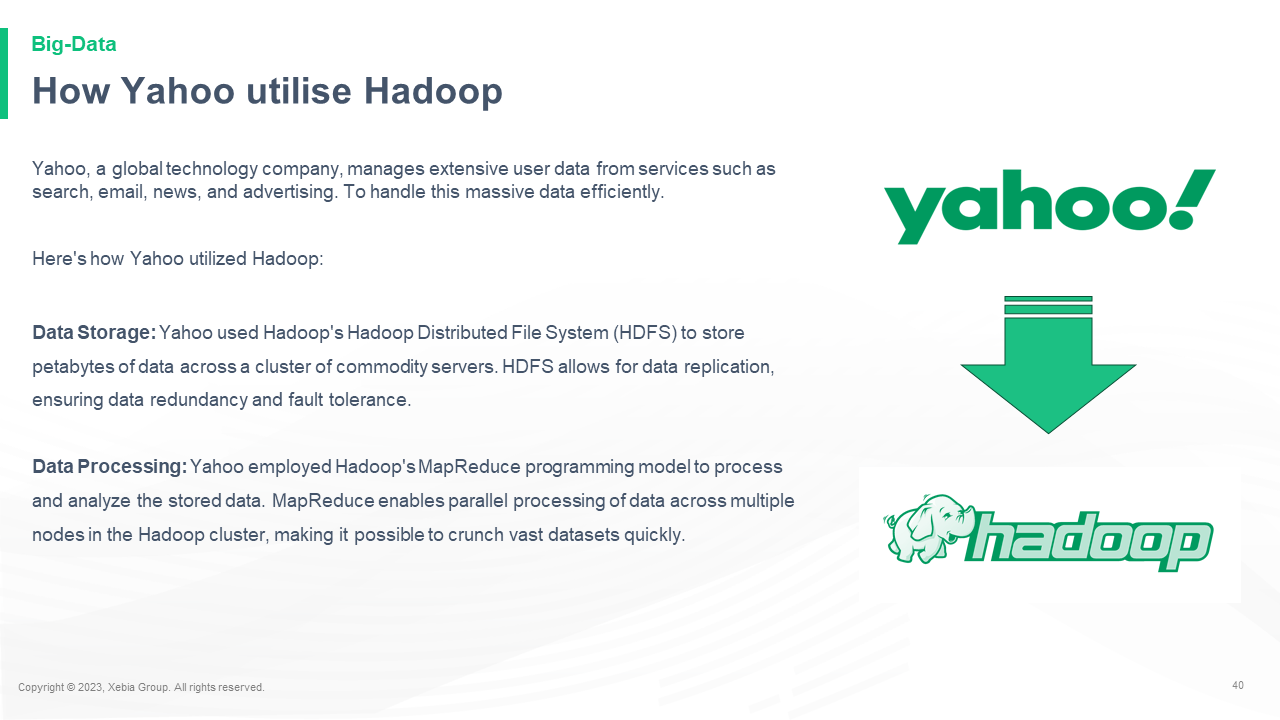 Big-Data
How Yahoo utilise Hadoop
Yahoo, a global technology company, manages extensive user data from services such as
search, email, news, and advertising. To handle this massive data efficiently.
Here's how Yahoo utilized Hadoop:
Data Storage: Yahoo used Hadoop's Hadoop Distributed File System (HDFS) to store
petabytes of data across a cluster of commodity servers. HDFS allows for data replication,
ensuring data redundancy and fault tolerance.
Data Processing: Yahoo employed Hadoop's MapReduce programming model to process
and analyze the stored data. MapReduce enables parallel processing of data across multiple
nodes in the Hadoop cluster, making it possible to crunch vast datasets quickly.
yahoo!
hadoop
Copyright © 2023, Xebia Group. All rights reserved.
40